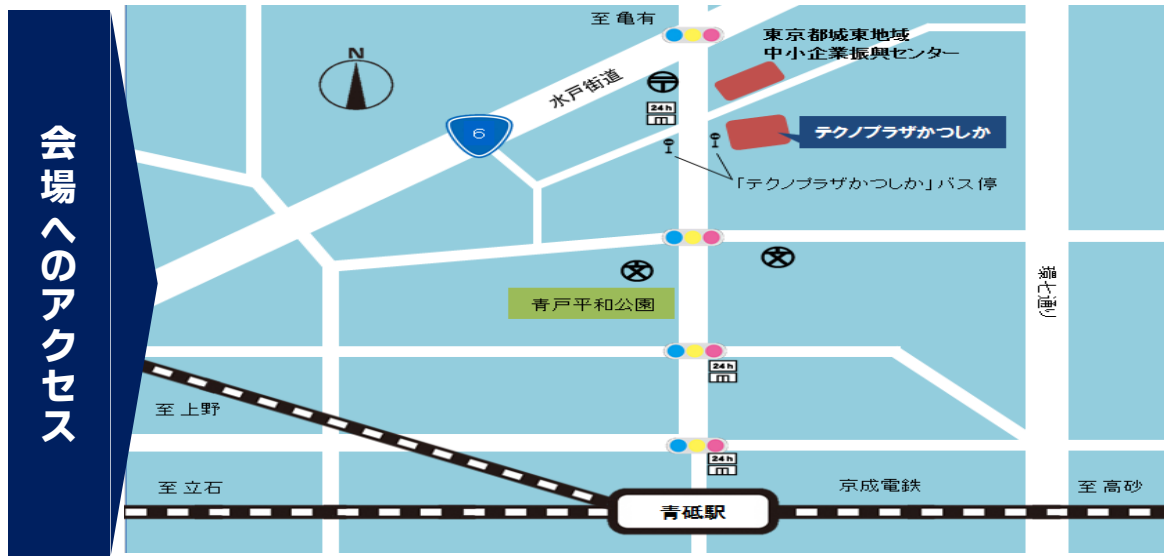 会場へのアクセス
至 亀有
東京都城東地域
中小企業振興センター
N
水戸街道
24h
6
テクノプラザかつしか
「テクノプラザかつしか」バス停
環七通り
青戸平和公園
24h
至 上野
24h
至 立石
京成電鉄
至 高砂
青砥駅